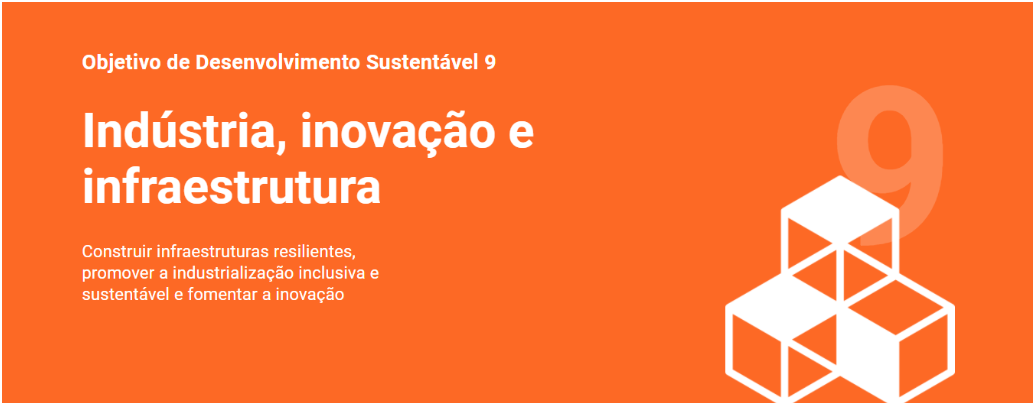 Objetivo de Desenvolvimento Sustentável 9
Indústria, inovação e
infraestrutura
Construir infraestruturas resilientes,
promover a industrialização inclusiva e
sustentável e fomentar a inovação
9